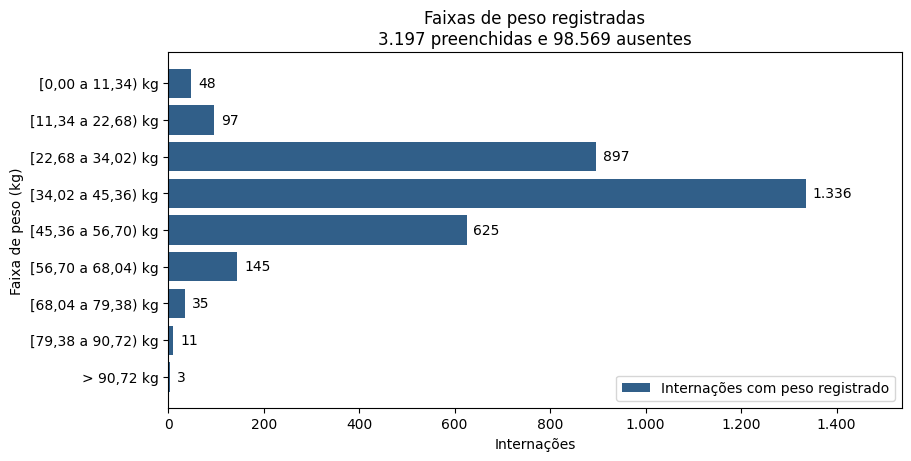 Faixas de peso registradas
3.197 preenchidas e 98.569 ausentes
Faixa de peso (kg)
[0,00 a 11,34) kg 48
[11,34 a 22,68) kg 97
[22,68 a 34,02) kg 897
[34,02 a 45,36) kg 1.336
[45,36 a 56,70) kg 625
[56,70 a 68,04) kg 145
[68,04 a 79,38) kg 35
[79,38 a 90,72) kg 11
> 90,72 kg 3
Internações com peso registrado
0 200 400 600 800 1.000 1.200 1.400
Internações